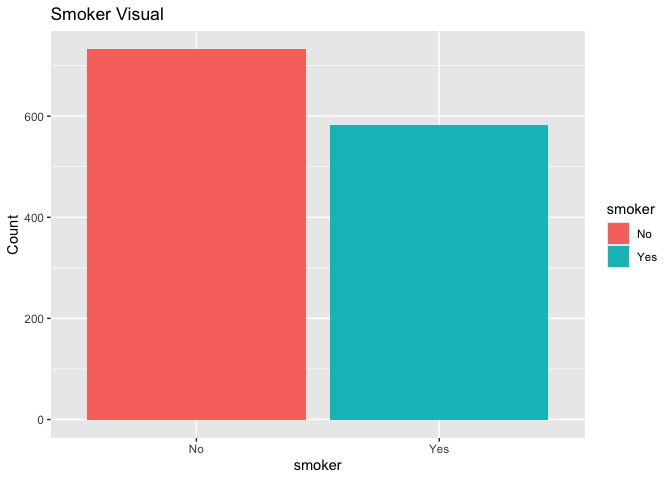 Smoker Visual
Count
600
400
200
0
No
Yes
smoker
smoker
No
Yes